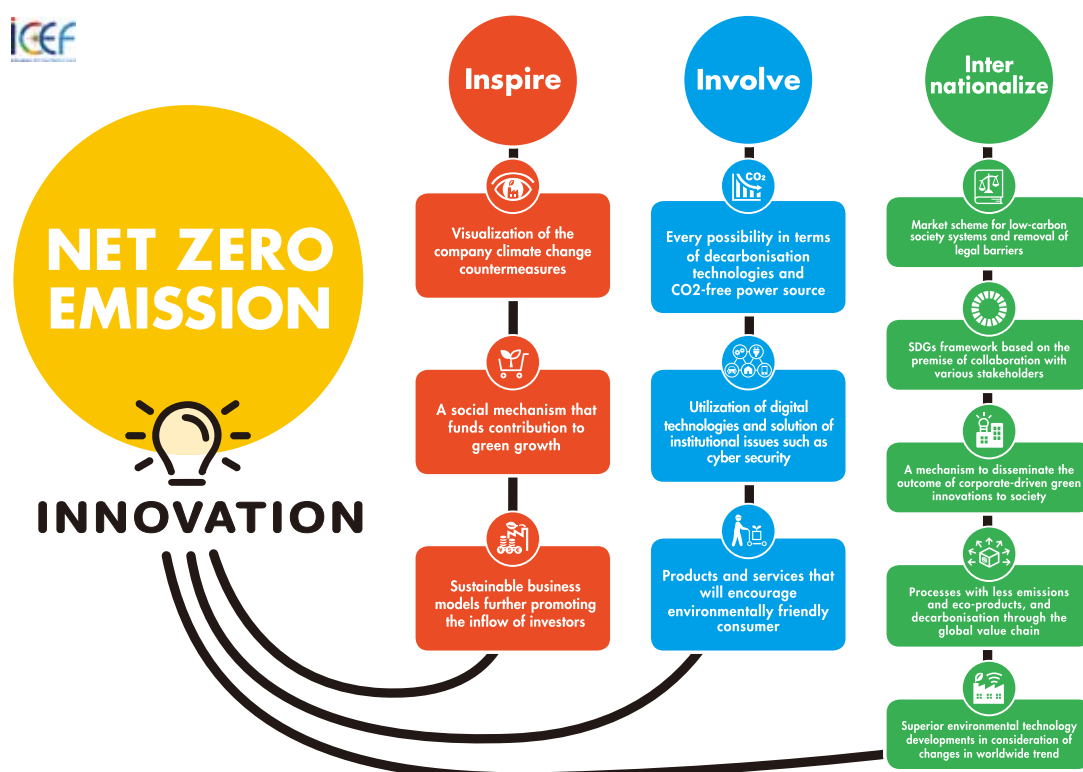 ICEF
NET ZERO
EMISSION
INNOVATION
Inspire
Visualization of the
company climate change
countermeasures
A social mechanism that
funds contribution to
green growth
Sustainable business
models further promoting
the inflow of investors
Involve
CO₂
Every possibility in terms
of decarbonisation
technologies and
CO2-free power source
Utilization of digital
technologies and solution of
institutional issues such as
cyber security
Products and services that
will encourage
environmentally friendly
consumer
Inter
nationalize
Market scheme for low-carbon
society systems and removal of
legal barriers
SDGs framework based on the
premise of collaboration with
various stakeholders
A mechanism to disseminate the
outcome of corporate-driven green
innovations to society
Processes with less emissions
and eco-products, and
decarbonisation through the
global value chain
Superior environmental technology
developments in consideration of
changes in worldwide trend